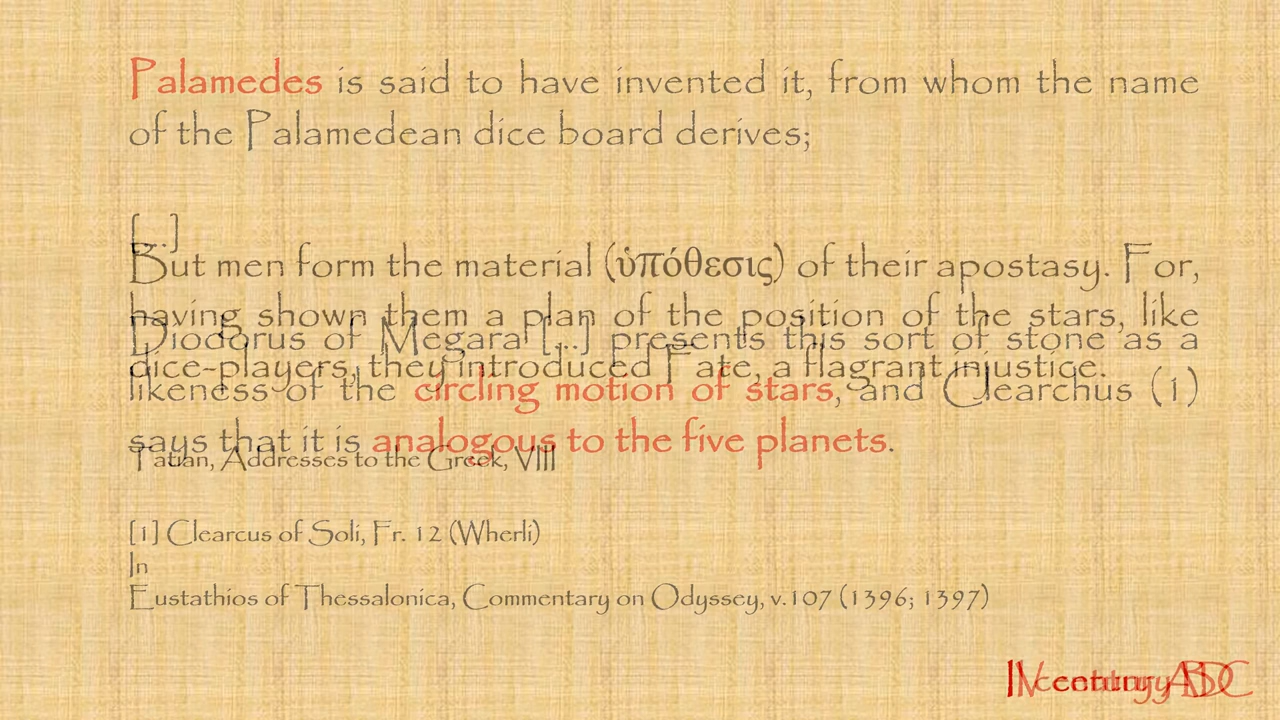 Palamedes is said to have invented it, from whom the name
of the Palamedean dice board derives;
[...]
But men form the material (ὑπόθεσις) of their apostasy. For,
having shown them a plan of the position of the stars, like
Diodorus of Megara [...] presents this sort of stone as a
dice-players, they introduced Fate, a flagrant injustice.
likeness of the circling motion of stars, and Clearchus (1)
says that it is analogous to the five planets.
Tatian, Addresses to the Greek, VIII
[1] Clearcus of Soli, Fr. 12 (Wherli)
In
Eustathios of Thessalonica, Commentary on Odyssey, v.107 (1396; 1397)
century